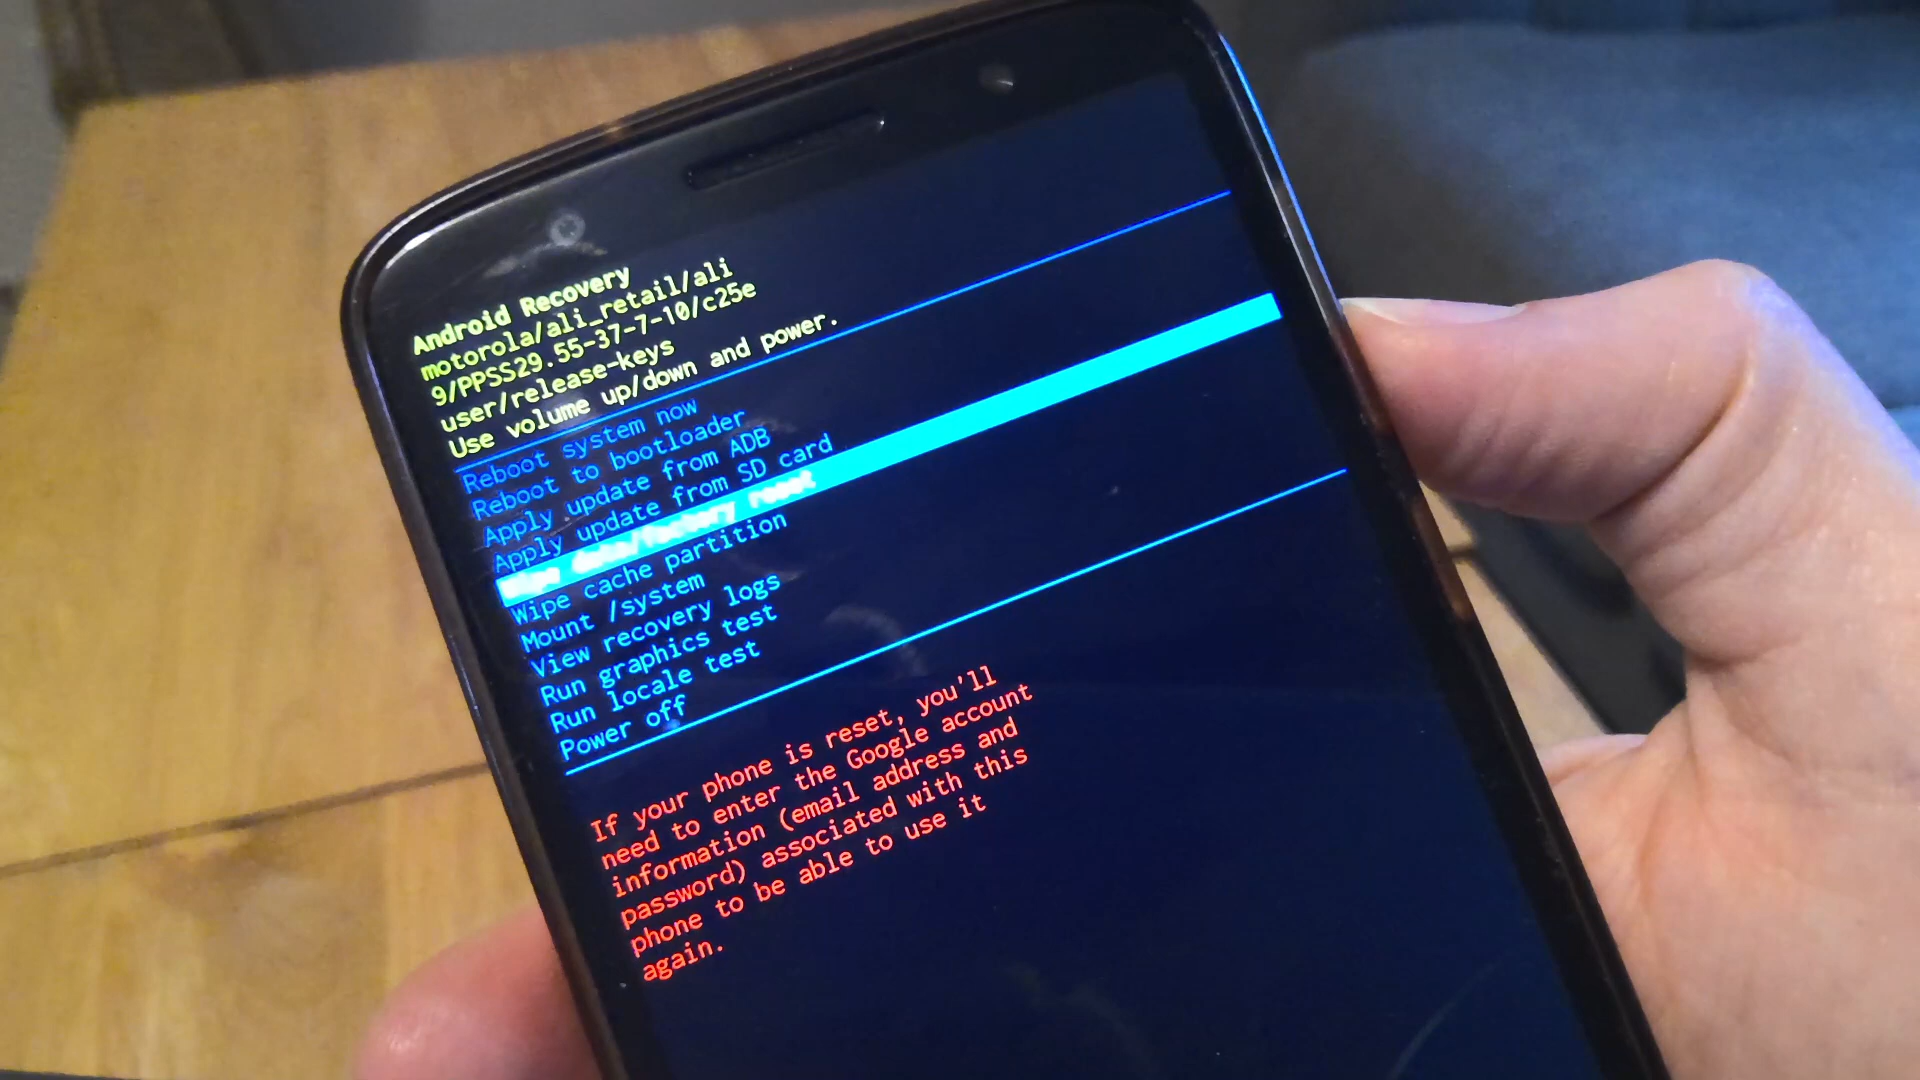 Android Recovery
motorola/ali_retail/ali
9/PPSS29.55-37-7-10/c25e
user/release-keys
Use volume up/down and power.
Reboot system now
Reboot to bootloader
Apply update from ADB
Apply update from SD card
Wipe data/factory reset
Wipe cache partition
Mount /system
View recovery logs
Run graphics test
Run locale test
Power off
If your phone is reset, you'll
need to enter the Google account
information (email address and
password) associated with this
phone to be able to use it
again.